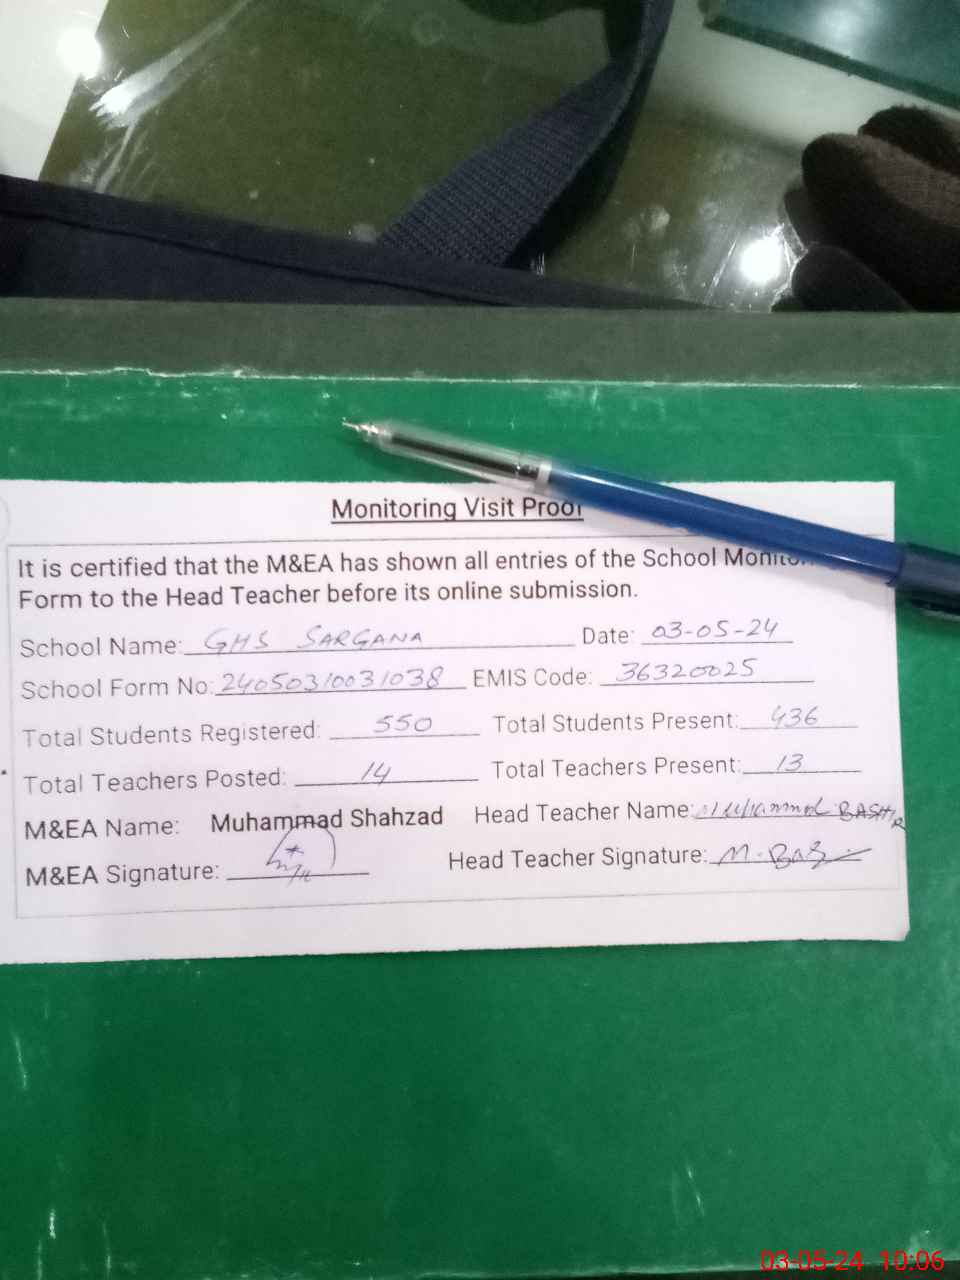 Monitoring Visit Proof
It is certified that the M&EA has shown all entries of the School
Form to the Head Teacher before its online submission.
School Name: GHS SARGANA Date: 03-05-24
School Form No: 24050310031038 EMIS Code: 36320025
Total Students Registered: 550 Total Students Present: 436
Total Teachers Posted: 14 Total Teachers Present: 13
M&EA Name: Muhammad Shahzad Head Teacher Name: Muhammad BASHIR
M&EA Signature: Head Teacher Signature: M.
03-05-24 10:06